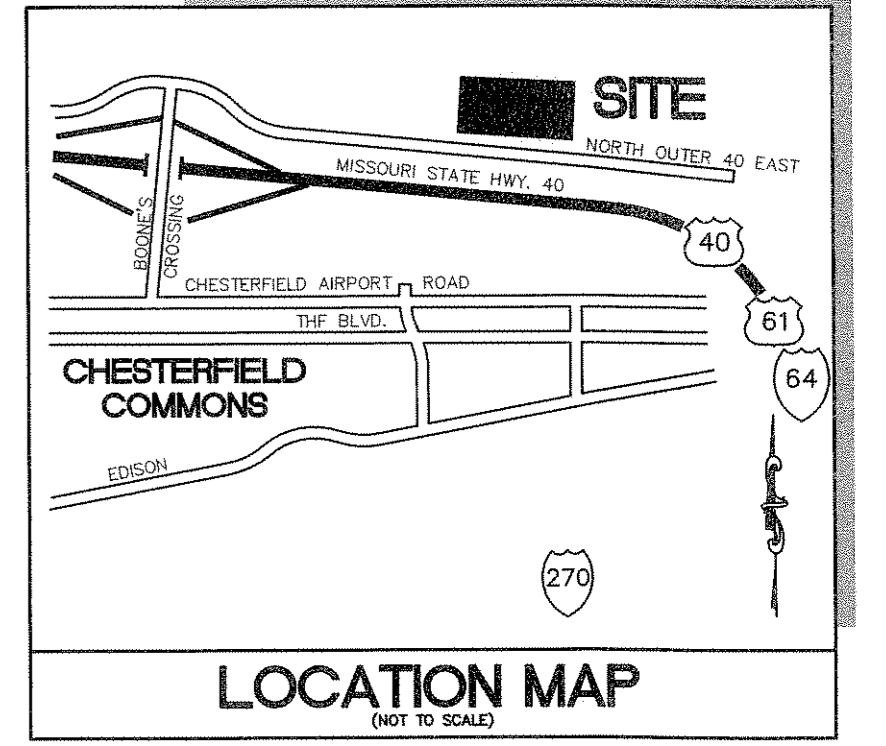 SITE
NORTH OUTER 40 EAST
MISSOURI STATE HWY. 40
BOONE'S
CROSSING
40
CHESTERFIELD AIRPORT ROAD
61
THF BLVD.
64
CHESTERFIELD
COMMONS
EDISON
270
LOCATION MAP
(NOT TO SCALE)